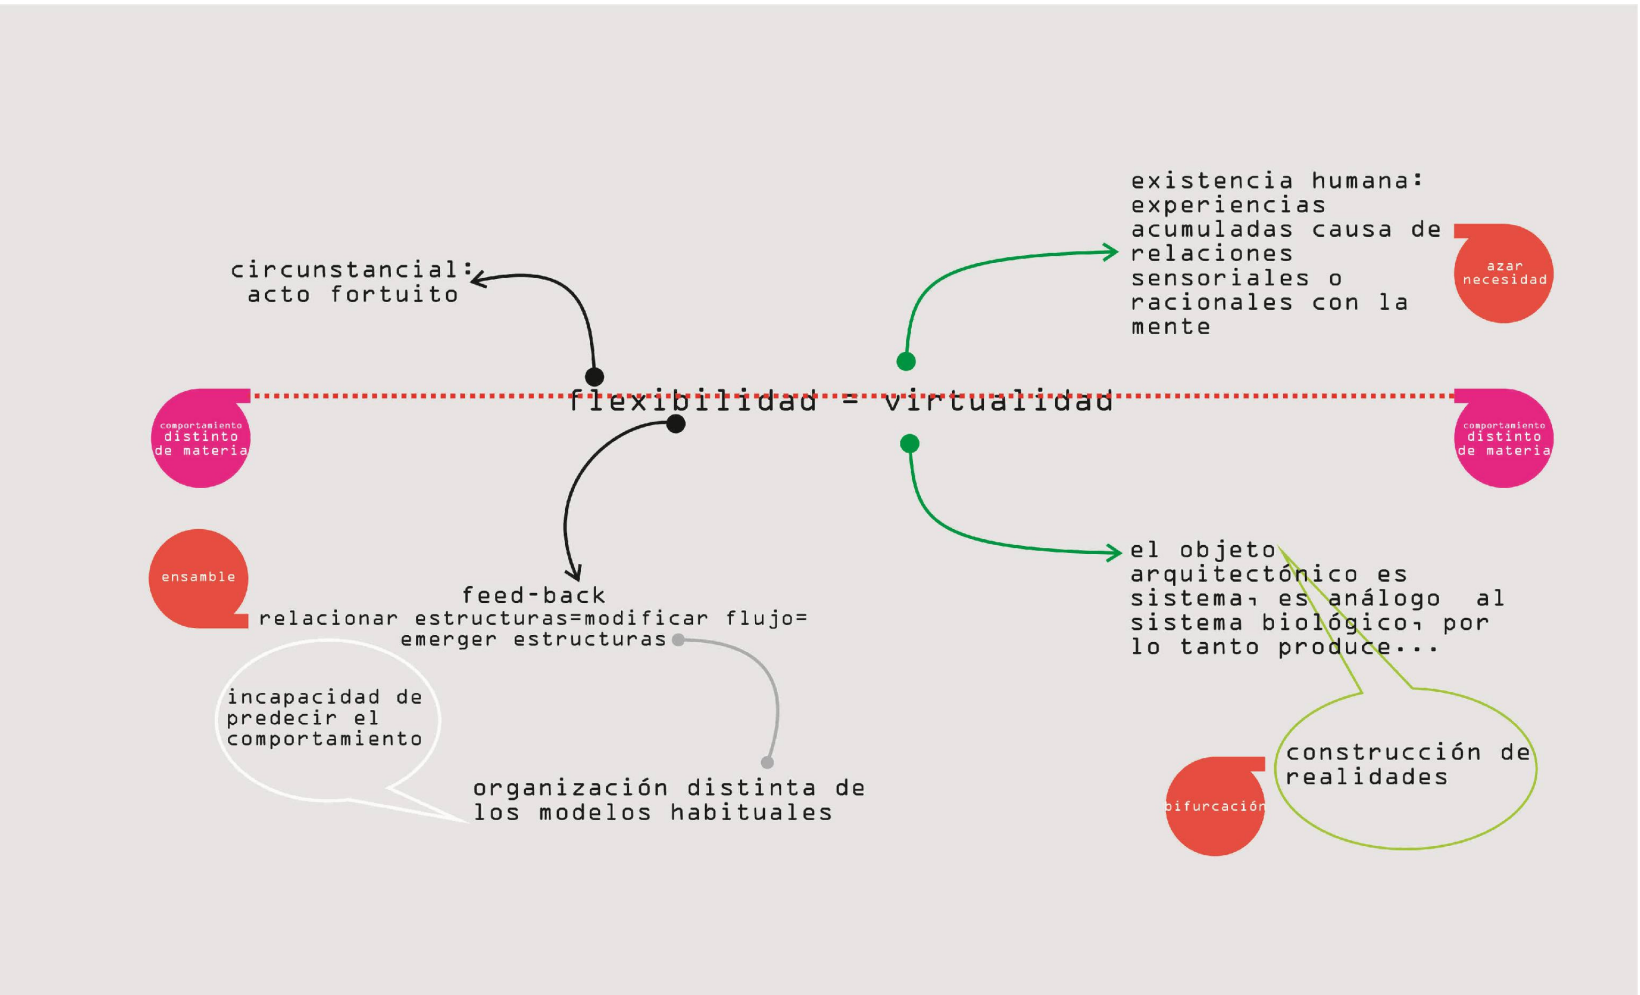 existencia humana:
experiencias
acumuladas causa de
relaciones
sensoriales o
racionales con la
mente
azar
necesidad
circunstancial:
acto fortuito
flexibilidad = virtualidad
comportamiento
distinto
de materia
comportamiento
distinto
de materia
ensamble
feed-back
relacionar estructuras=modificar flujo=
emerger estructuras
el objeto
arquitectónico es
sistema, es análogo al
sistema biológico, por
lo tanto produce...
incapacidad de
predecir el
comportamiento
organización distinta de
los modelos habituales
construcción de
realidades
bifurcación